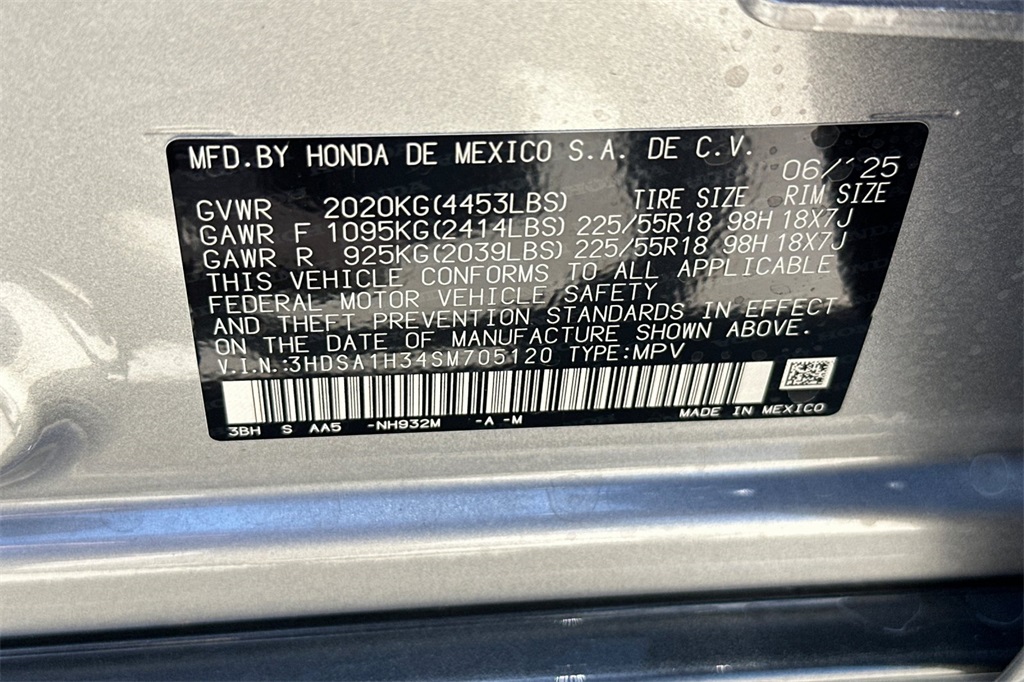 MFD.BY HONDA DE MEXICO S.A. DE C.V. 06/25
TIRE SIZE RIM SIZE
GVWR 2020KG(4453LBS)
GAWR F 1095KG(2414LBS) 225/55R18 98H 18X7J
GAWR R 925KG(2039LBS) 225/55R18 98H 18X7J
THIS VEHICLE CONFORMS TO ALL APPLICABLE
FEDERAL MOTOR VEHICLE SAFETY
AND THEFT PREVENTION STANDARDS IN EFFECT
ON THE DATE OF MANUFACTURE SHOWN ABOVE.
V.I.N.:3HDSA1H34SM705120 TYPE:MPV
3BH S AA5 -NH932M -A -M MADE IN MEXICO